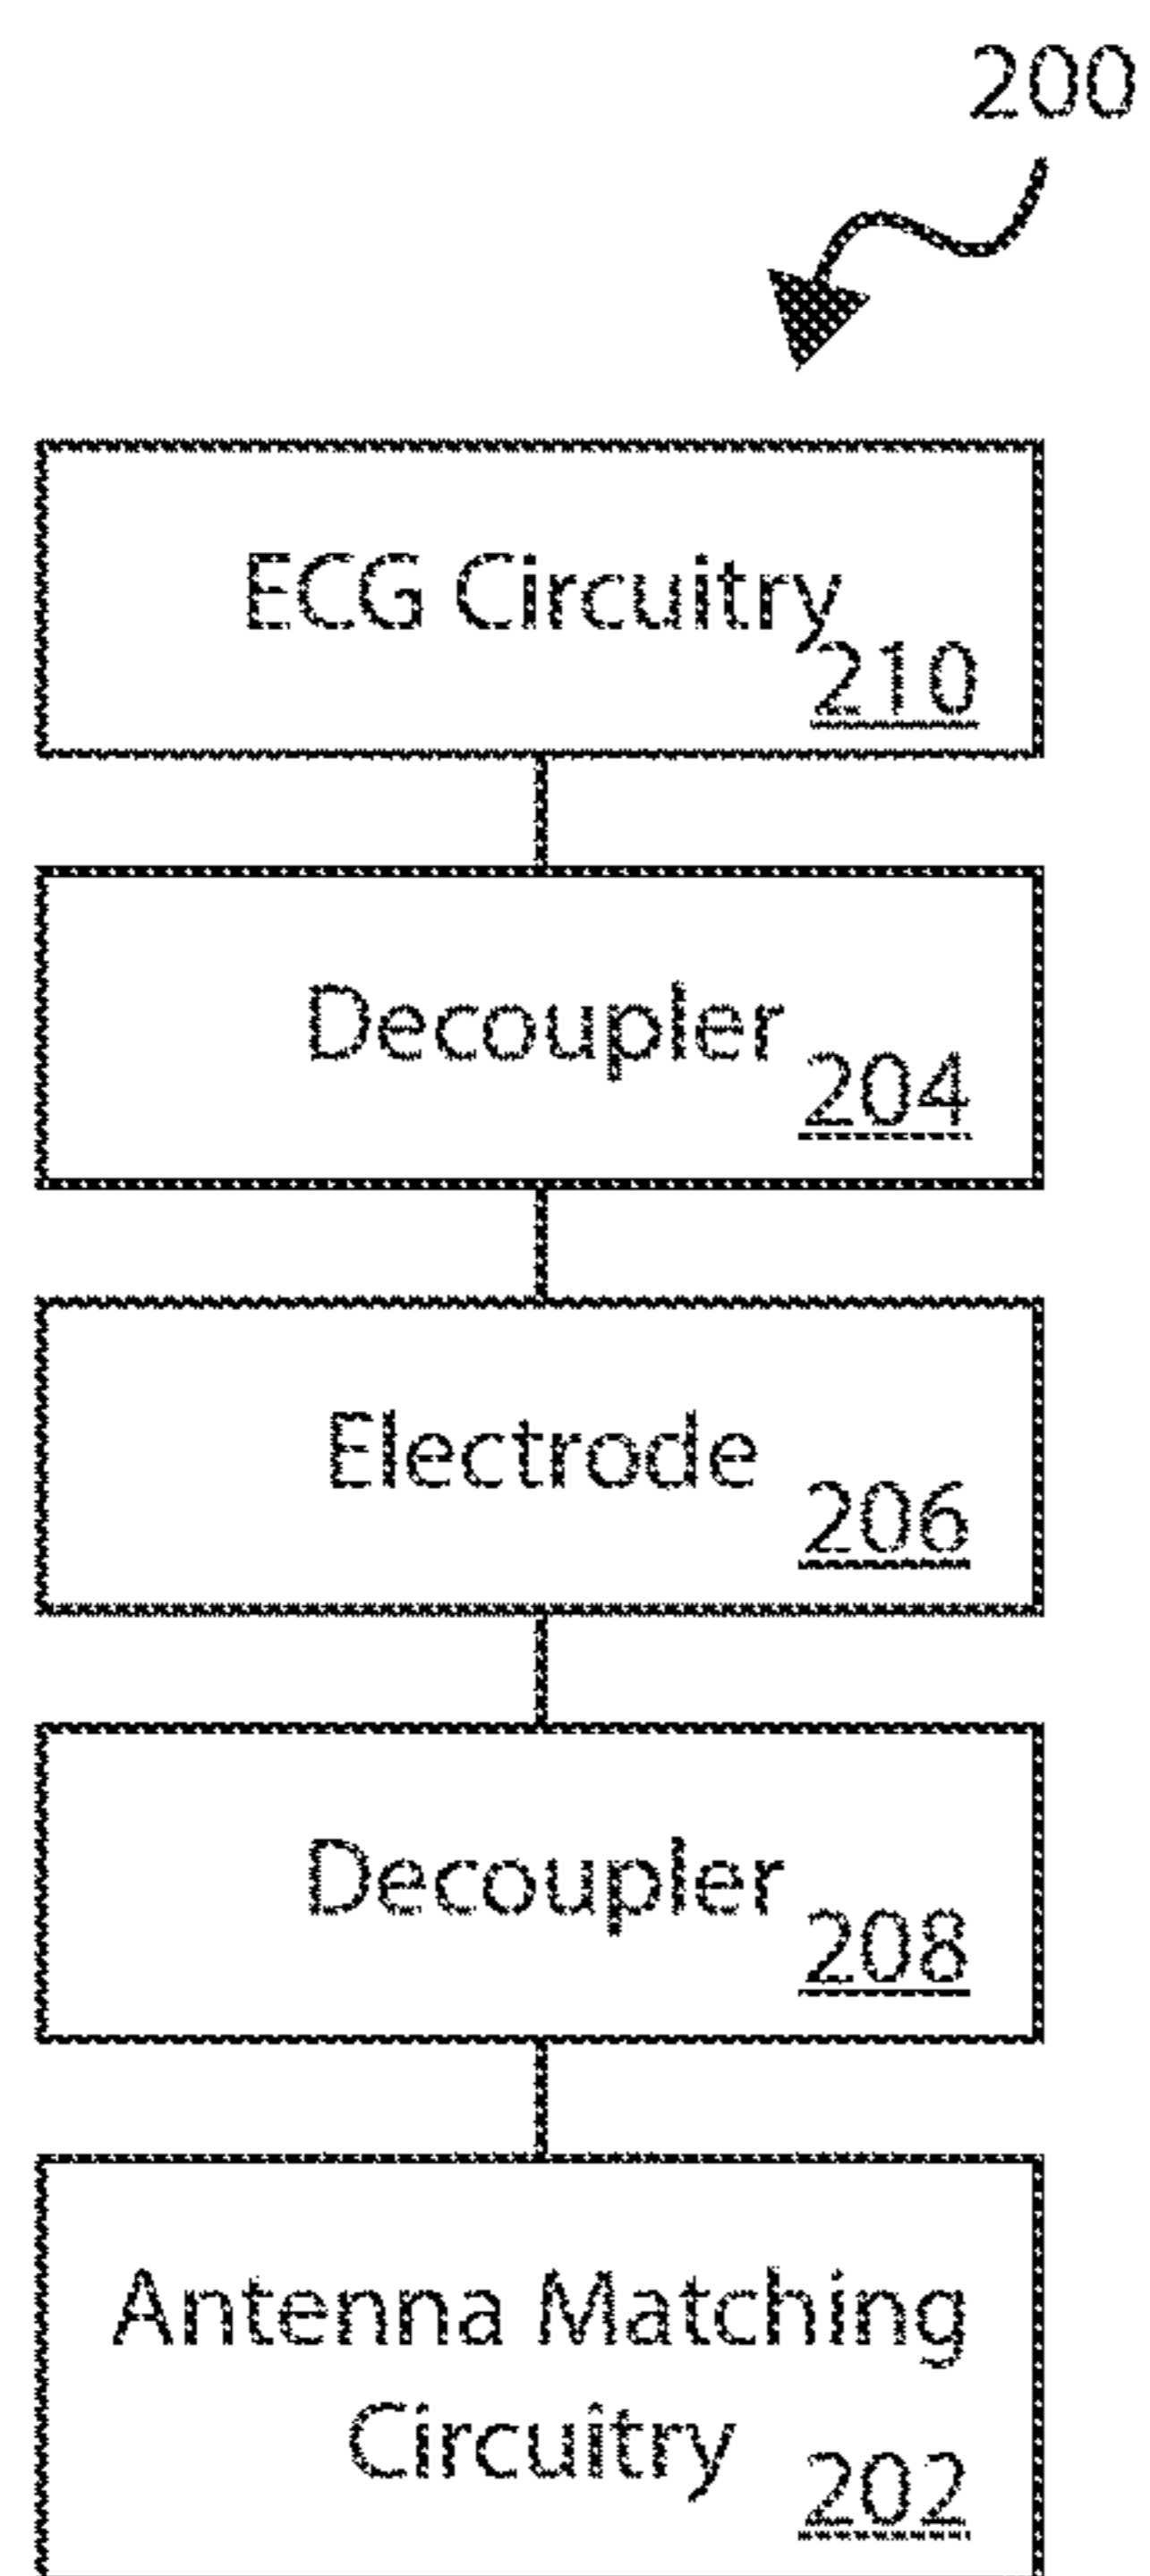 200
ECG Circuitry
210
Decoupler
204
Electrode
206
Decoupler
208
Antenna Matching
Circuitry
202